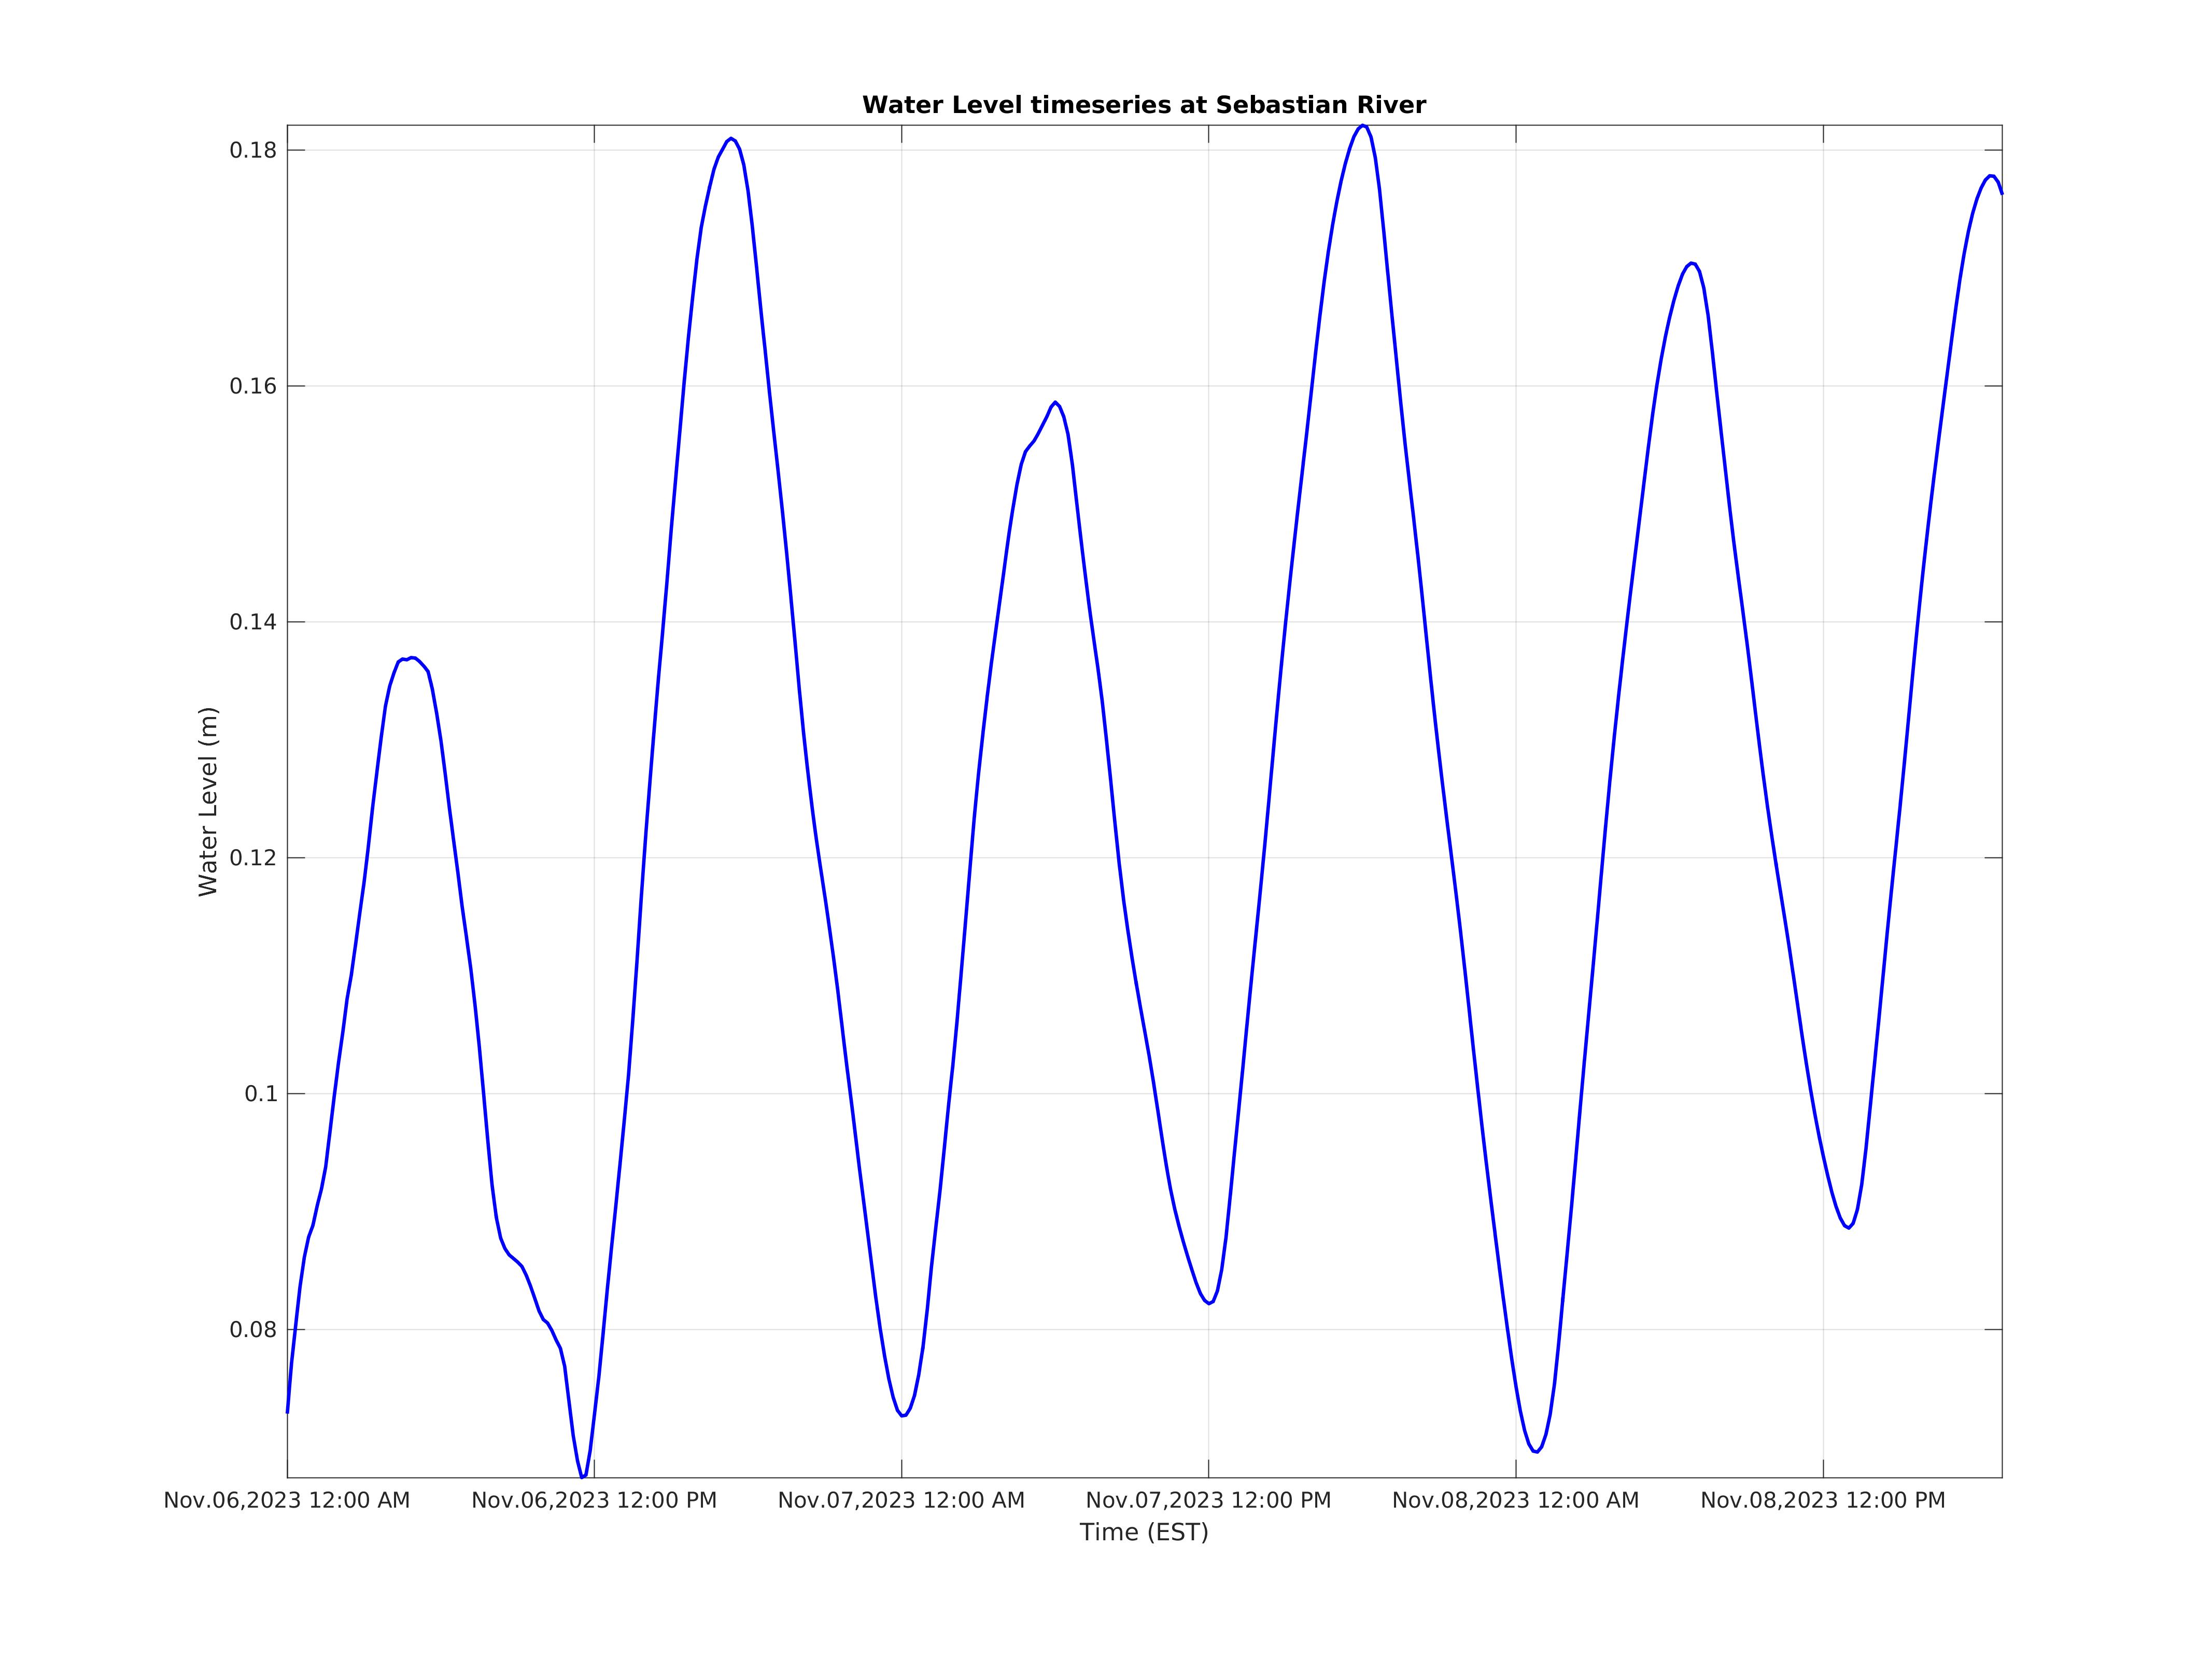 Water Level timeseries at Sebastian River
0.18
0.16
0.14
0.12
0.1
0.08
Water Level (m)
Nov.06,2023 12:00 AM Nov.06,2023 12:00 PM Nov.07,2023 12:00 AM Nov.07,2023 12:00 PM Nov.08,2023 12:00 AM Nov.08,2023 12:00 PM
Time (EST)